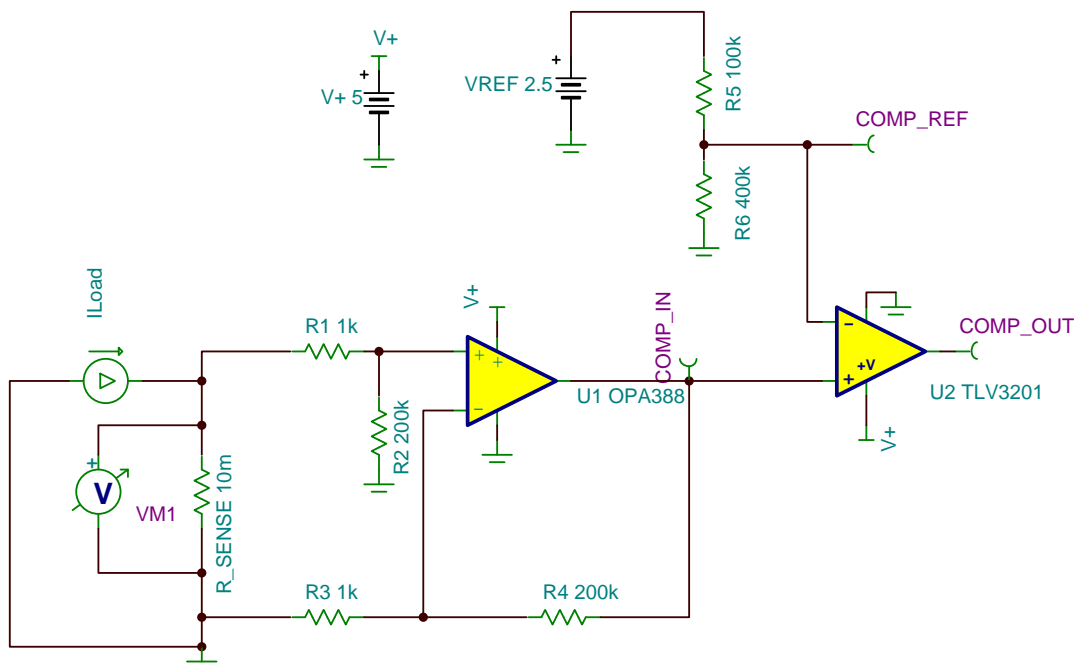 V+
V+ 5
VREF 2.5
R5 100k
COMP_REF
R6 400k
ILoad
R1 1k
V+
COMP_IN
COMP_OUT
+V
U1 OPA388
U2 TLV3201
R2 200k
V+
V
VM1
R_SENSE 10m
R3 1k
R4 200k